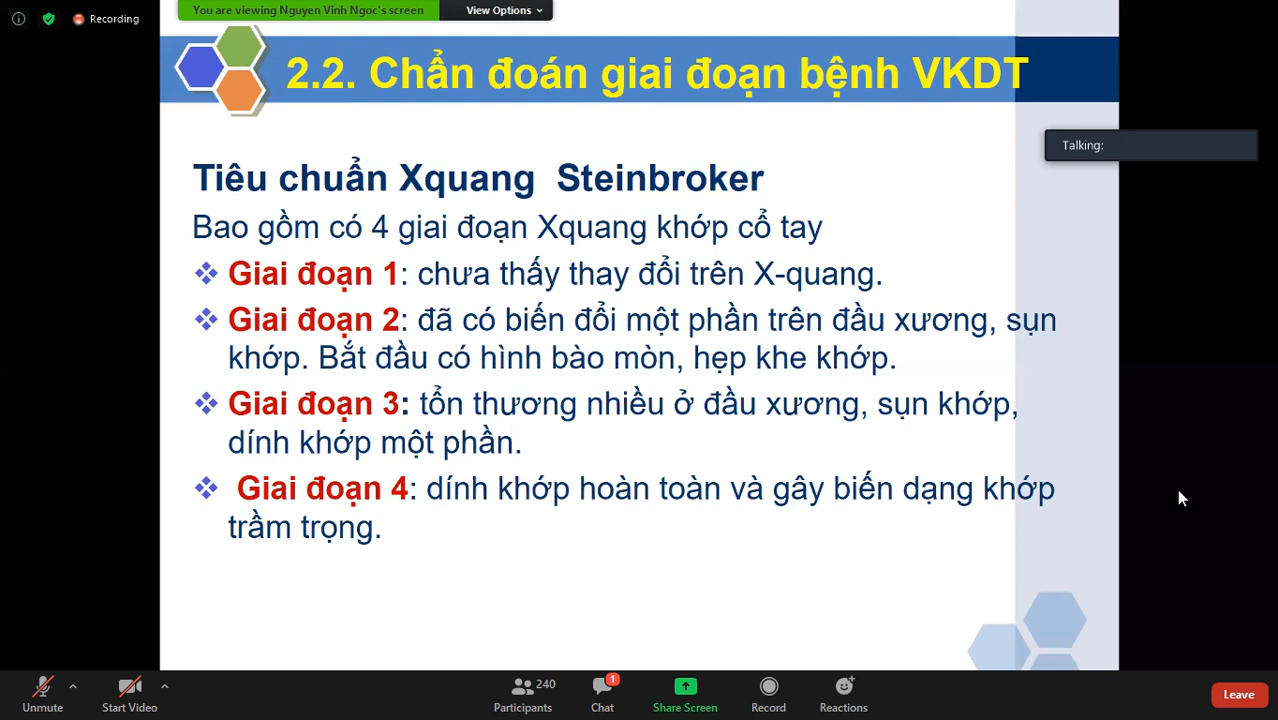 Recording
You are viewing Nguyen Vinh Ngoc's screen
View Options
2.2. Chẩn đoán giai đoạn bệnh VKDT
Talking:
Tiêu chuẩn Xquang Steinbroker
Bao gồm có 4 giai đoạn Xquang khớp cổ tay
Giai đoạn 1: chưa thấy thay đổi trên X-quang.
Giai đoạn 2: đã có biến đổi một phần trên đầu xương, sụn
khớp. Bắt đầu có hình bào mòn, hẹp khe khớp.
Giai đoạn 3: tổn thương nhiều ở đầu xương, sụn khớp,
dính khớp một phần.
Giai đoạn 4: dính khớp hoàn toàn và gây biến dạng khớp
trầm trọng.
Unmute
Start Video
240
Participants
1
Chat
Share Screen
Record
Reactions
Leave